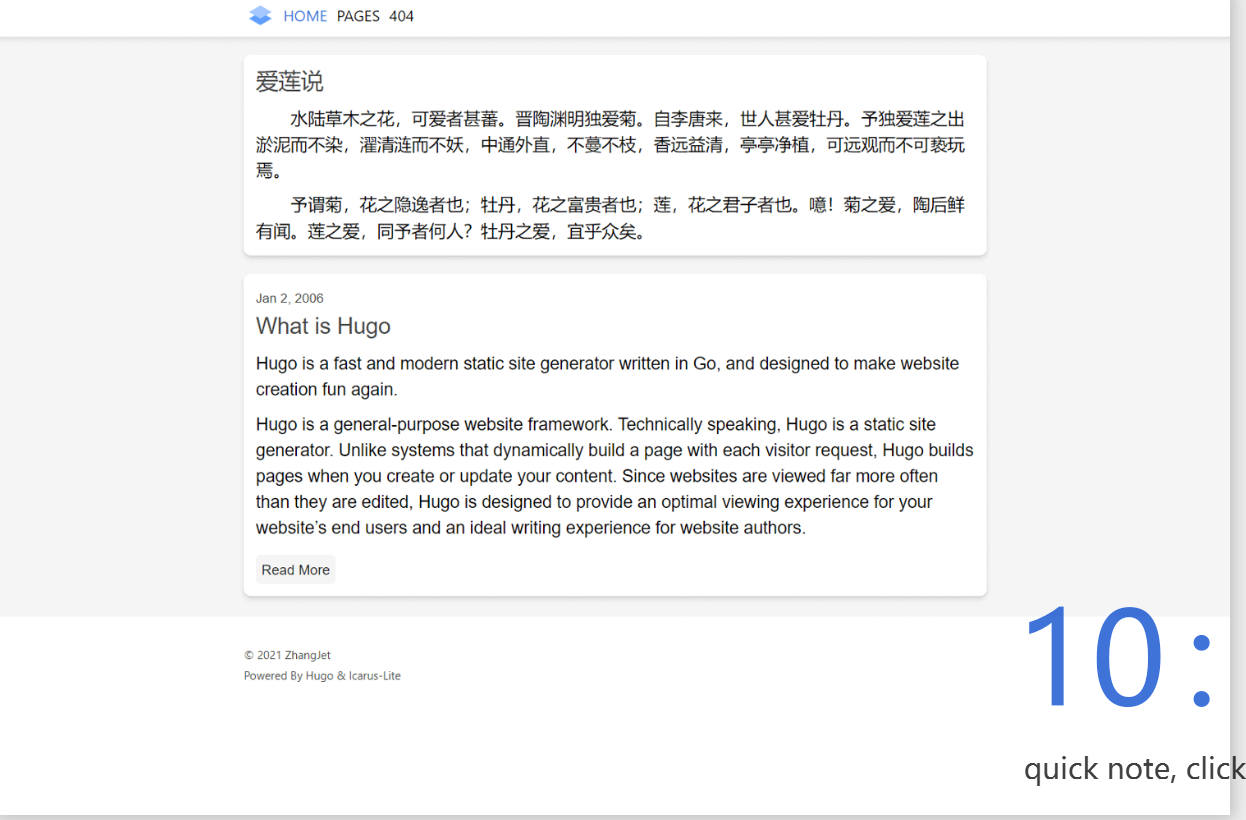 HOME PAGES 404
爱莲说
水陆草木之花，可爱者甚蕃。晋陶渊明独爱菊。自李唐来，世人甚爱牡丹。予独爱莲之出
淤泥而不染，濯清涟而不妖，中通外直，不蔓不枝，香远益清，亭亭净植，可远观而不可亵玩
焉。
予谓菊，花之隐逸者也；牡丹，花之富贵者也；莲，花之君子者也。噫！菊之爱，陶后鲜
有闻。莲之爱，同予者何人？牡丹之爱，宜乎众矣。
Jan 2, 2006
What is Hugo
Hugo is a fast and modern static site generator written in Go, and designed to make website
creation fun again.
Hugo is a general-purpose website framework. Technically speaking, Hugo is a static site
generator. Unlike systems that dynamically build a page with each visitor request, Hugo builds
pages when you create or update your content. Since websites are viewed far more often
than they are edited, Hugo is designed to provide an optimal viewing experience for your
website’s end users and an ideal writing experience for website authors.
Read More
© 2021 ZhangJet
Powered By Hugo & Icarus-Lite
10:
quick note, click